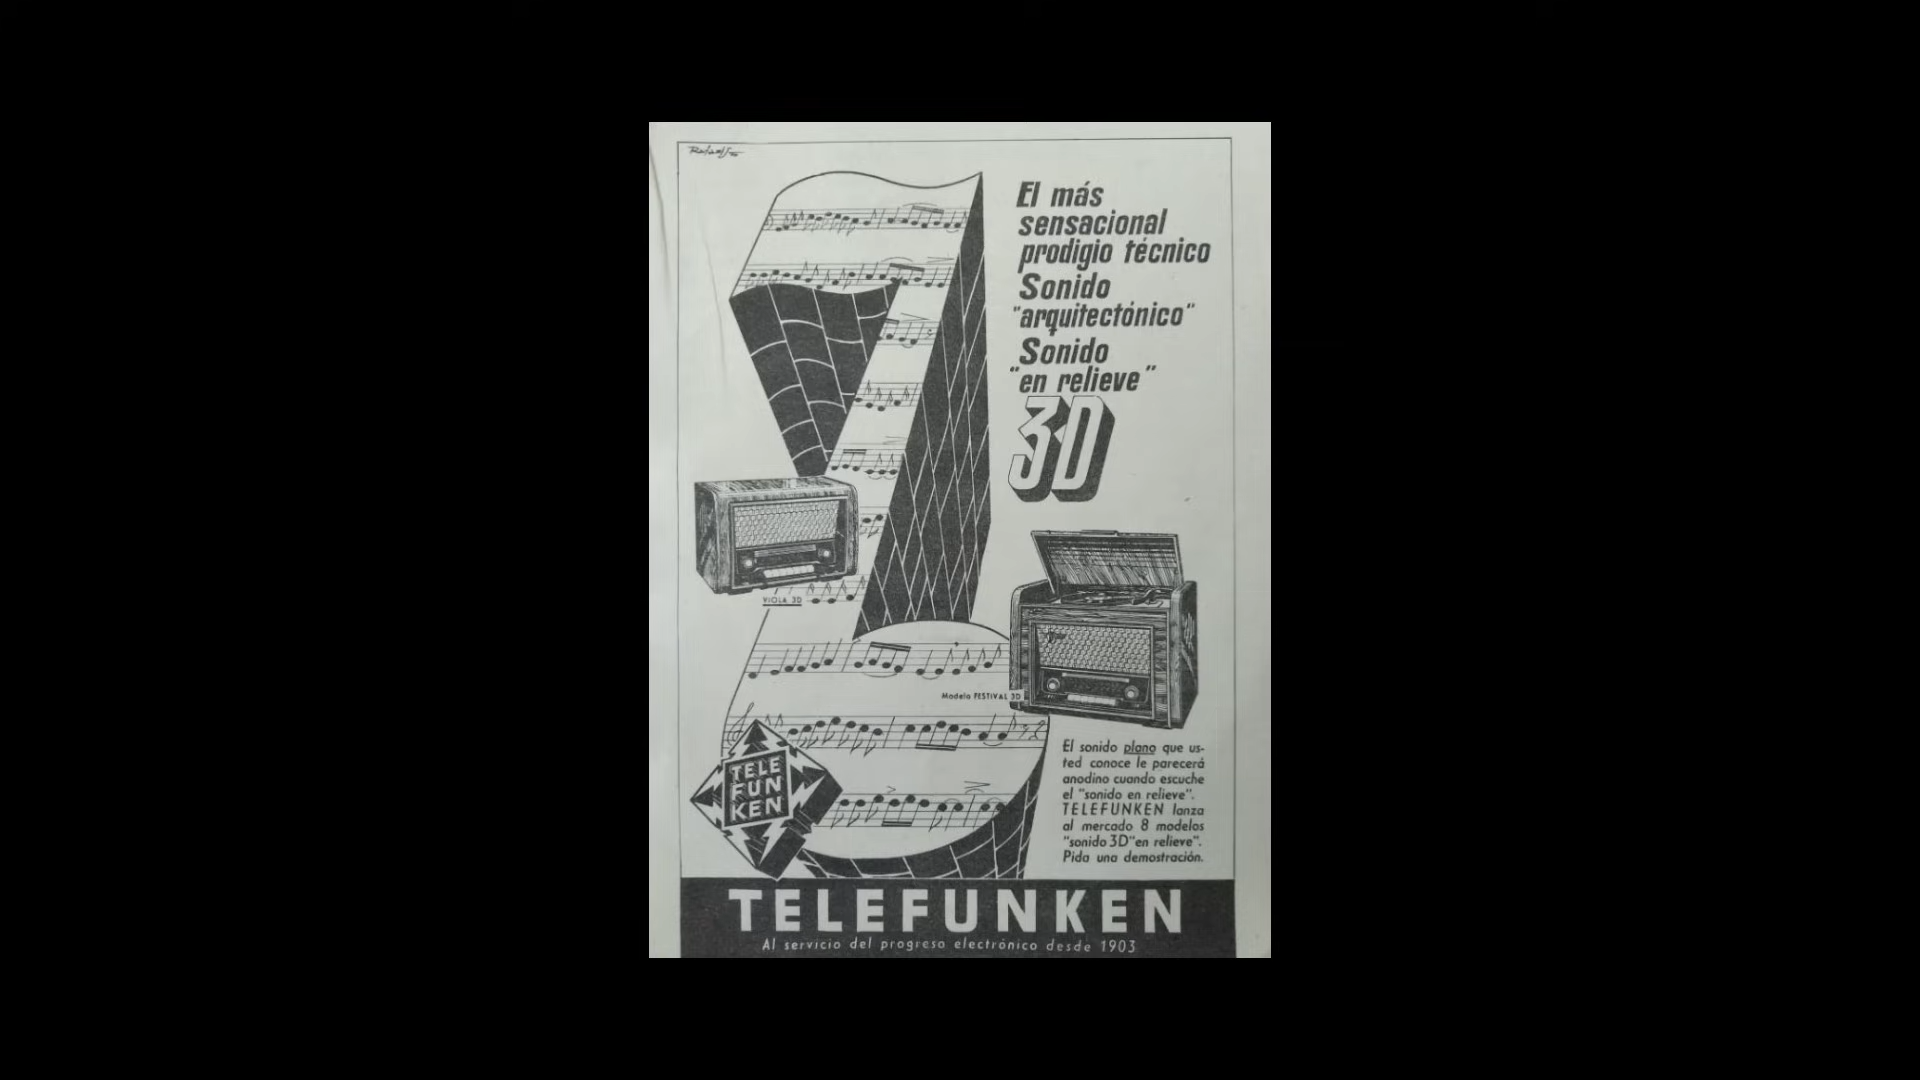 El más
sensacional
prodigio técnico
Sonido
"arquitectónico"
Sonido
"en relieve"
3D
VIOLA 3D
Modelo FESTIVAL 3D
El sonido plano que us-
ted conoce le parecerá
anodino cuando escuche
el "sonido en relieve".
TELEFUNKEN lanza
al mercado 8 modelos
"sonido 3D"en relieve".
Pida una demostración.
TELE
FUN
KEN
TELEFUNKEN
Al servicio del progreso electrónico desde 1903